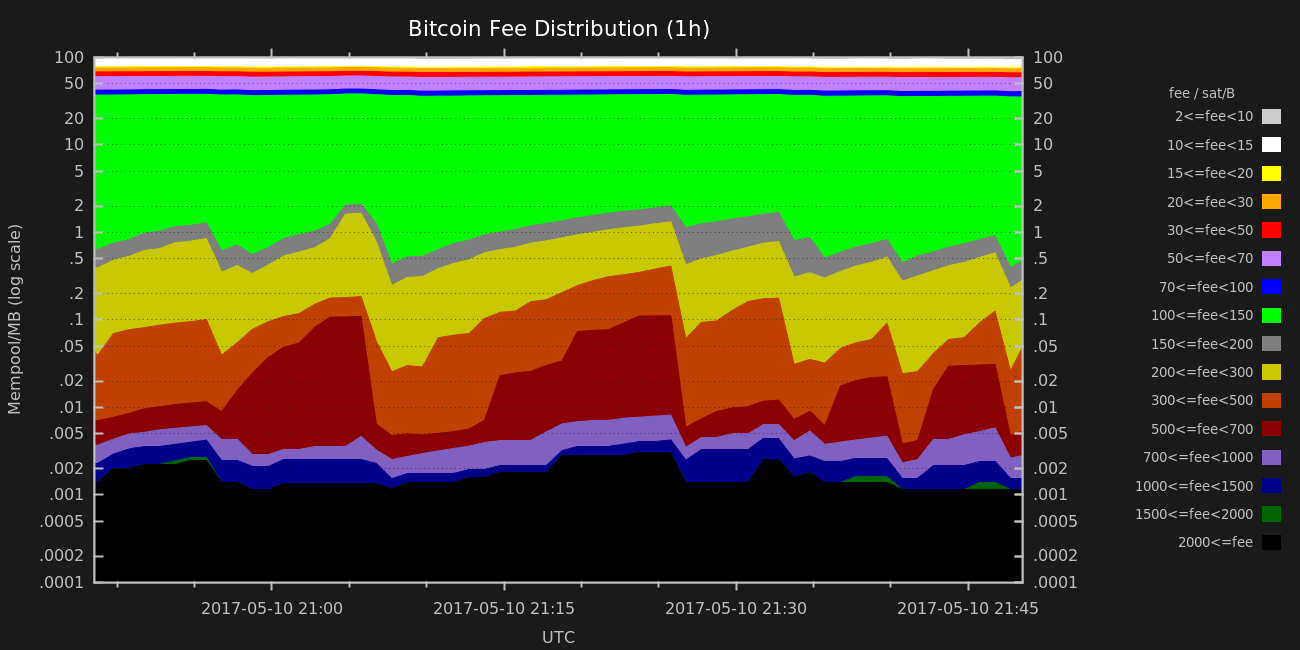 Bitcoin Fee Distribution (1h)
100 100
50 50
20 20
10 10
5 5
2 2
1 1
.5 .5
.2 .2
.1 .1
.05 .05
.02 .02
.01 .01
.005 .005
.002 .002
.001 .001
.0005 .0005
.0002 .0002
.0001 .0001
Mempool/MB (log scale)
2017-05-10 21:00 2017-05-10 21:15 2017-05-10 21:30 2017-05-10 21:45
UTC
fee / sat/B
2<=fee<10
10<=fee<15
15<=fee<20
20<=fee<30
30<=fee<50
50<=fee<70
70<=fee<100
100<=fee<150
150<=fee<200
200<=fee<300
300<=fee<500
500<=fee<700
700<=fee<1000
1000<=fee<1500
1500<=fee<2000
2000<=fee